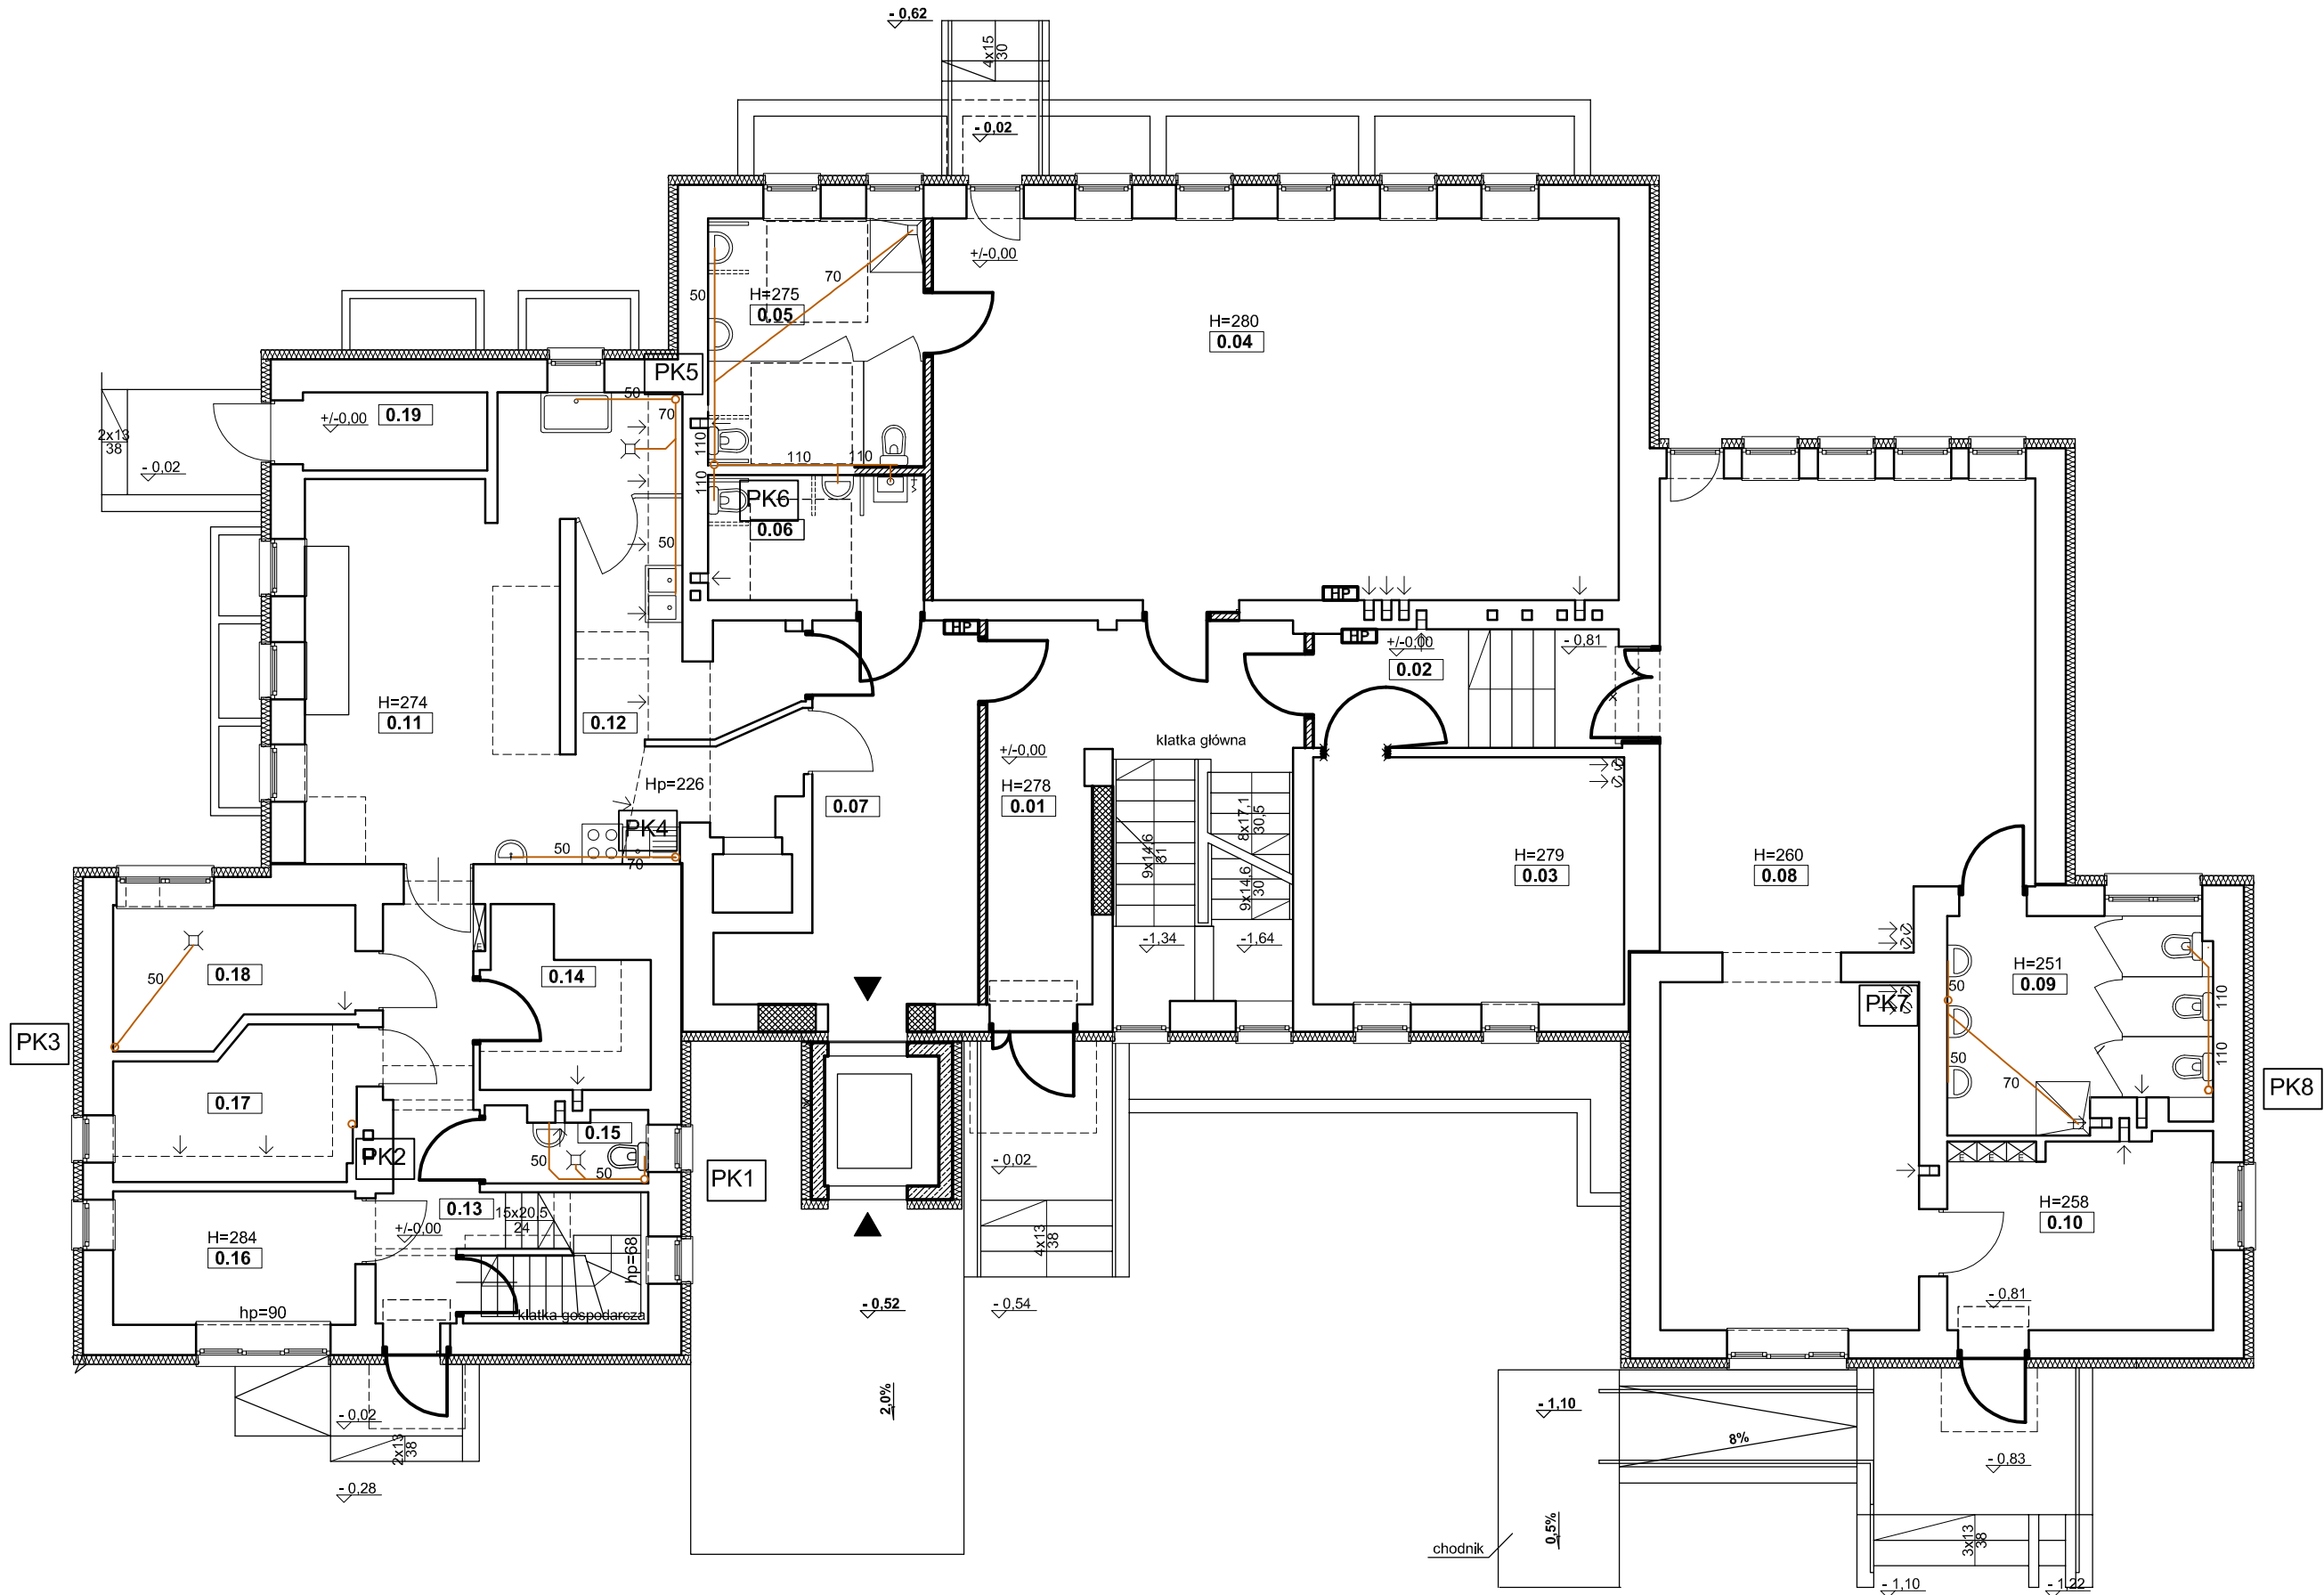 - 0,62
4x15
30
- 0,02
+/-0,00
70
50
H=275
0.05
H=280
0.04
PK5
50
70
+/-0,00
0.19
2x13
38
- 0,02
110
110
110
110
PK6
0.06
50
HP
HP
HP
+/-0,00
0.02
- 0,81
H=274
0.11
0.12
klatka główna
+/-0,00
Hp=226
H=278
0.01
0.07
8x17,1
30,5
9x14,6
31
9x14,6
30
PK4
50
70
H=279
0.03
H=260
0.08
-1,34
-1,64
E
0.18
50
0.14
H=251
0.09
50
PK7
110
PK3
50
70
110
PK8
0.17
0.15
PK2
50
50
PK1
- 0,02
E
E
E
0.13
15x20,5
24
+/-0,00
H=284
0.16
hp=68
4x13
38
H=258
0.10
hp=90
klatka gospodarcza
- 0,52
- 0,54
- 0,81
2,0%
- 0,02
2x13
38
- 1,10
8%
- 0,83
- 0,28
0,5%
chodnik
3x13
38
- 1,10
- 1,22